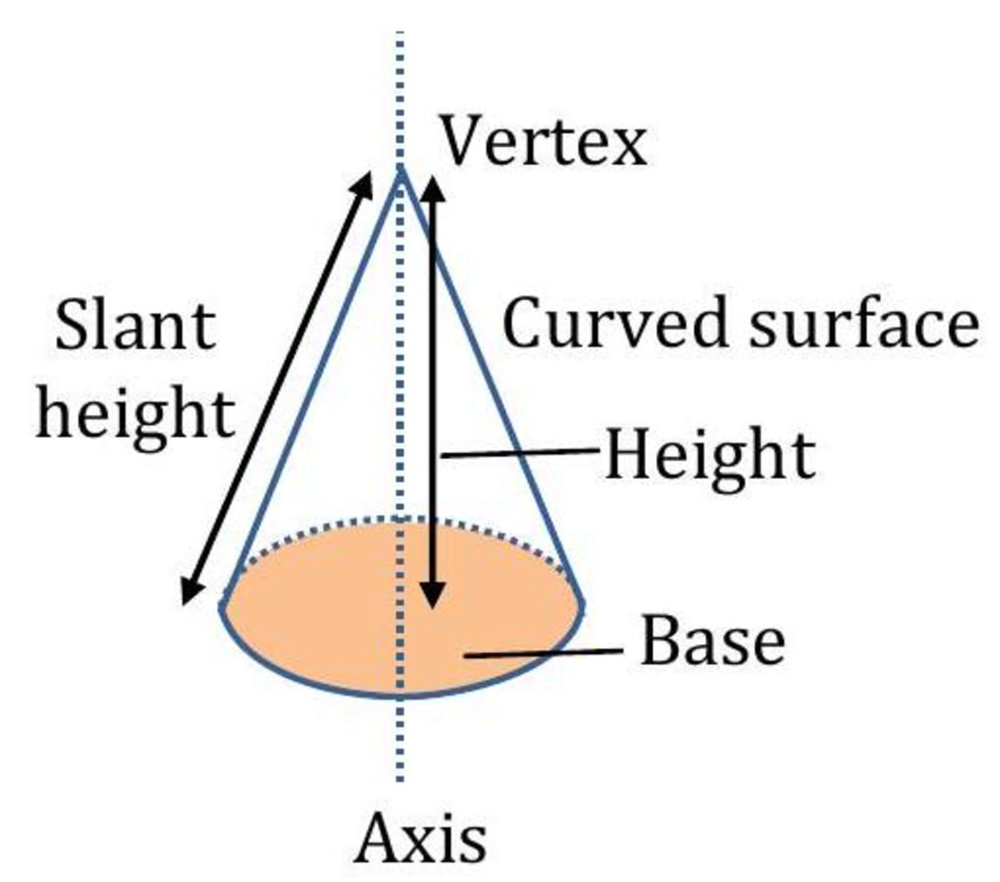 Vertex
Slant
height
Curved surface
Height
Base
Axis